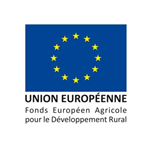 UNION EUROPÉENNE
Fonds Européen Agricole
pour le Développement Rural